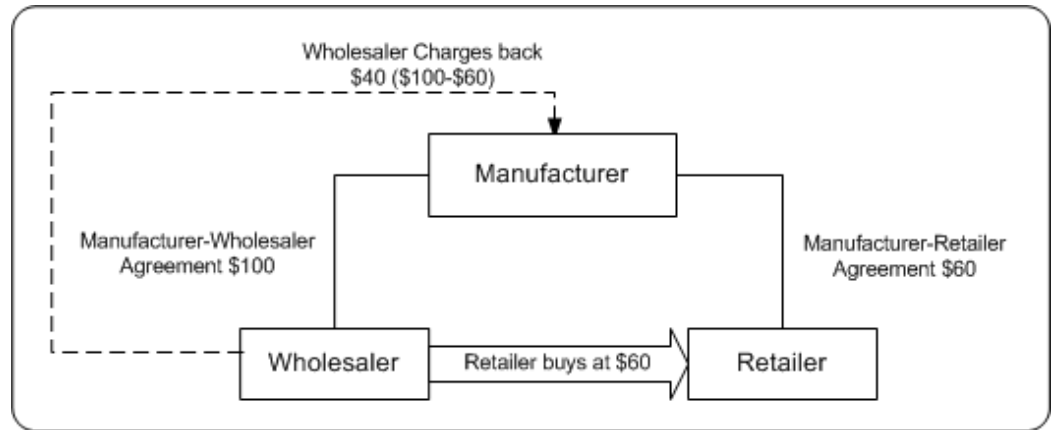 Wholesaler Charges back
$40 ($100-$60)
Manufacturer
Manufacturer-Wholesaler
Agreement $100
Manufacturer-Retailer
Agreement $60
Wholesaler
Retailer buys at $60
Retailer